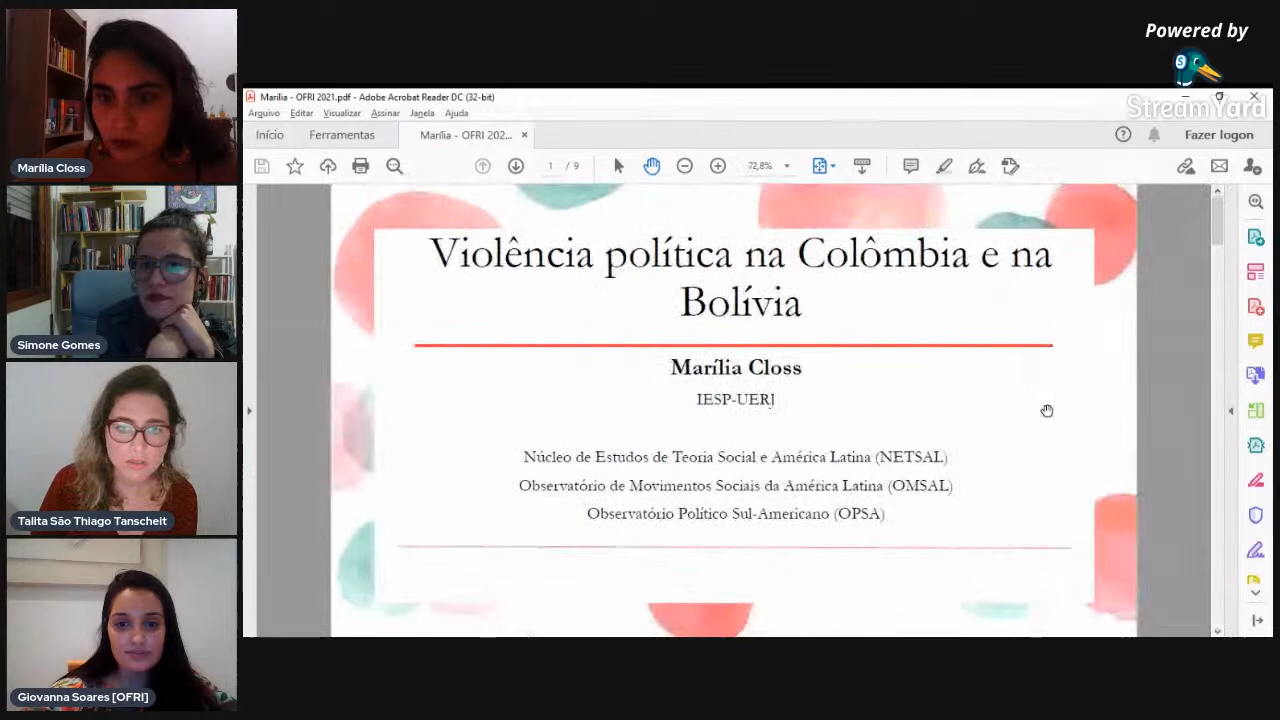 Powered by
StreamYard
Marília - OFRI 2021.pdf - Adobe Acrobat Reader DC (32-bit)
Arquivo Editar Visualizar Assinar Janela Ajuda
Início Ferramentas Marília - OFRI 202... × Fazer logon
1 / 9 72,8%
Violência política na Colômbia e na
Bolívia
Marília Closs
IESP-UERJ
Núcleo de Estudos de Teoria Social e América Latina (NETSAL)
Observatório de Movimentos Sociais da América Latina (OMSAL)
Observatório Político Sul-Americano (OPSA)
Marília Closs
Simone Gomes
Talita São Thiago Tanscheit
Giovanna Soares [OFRI]